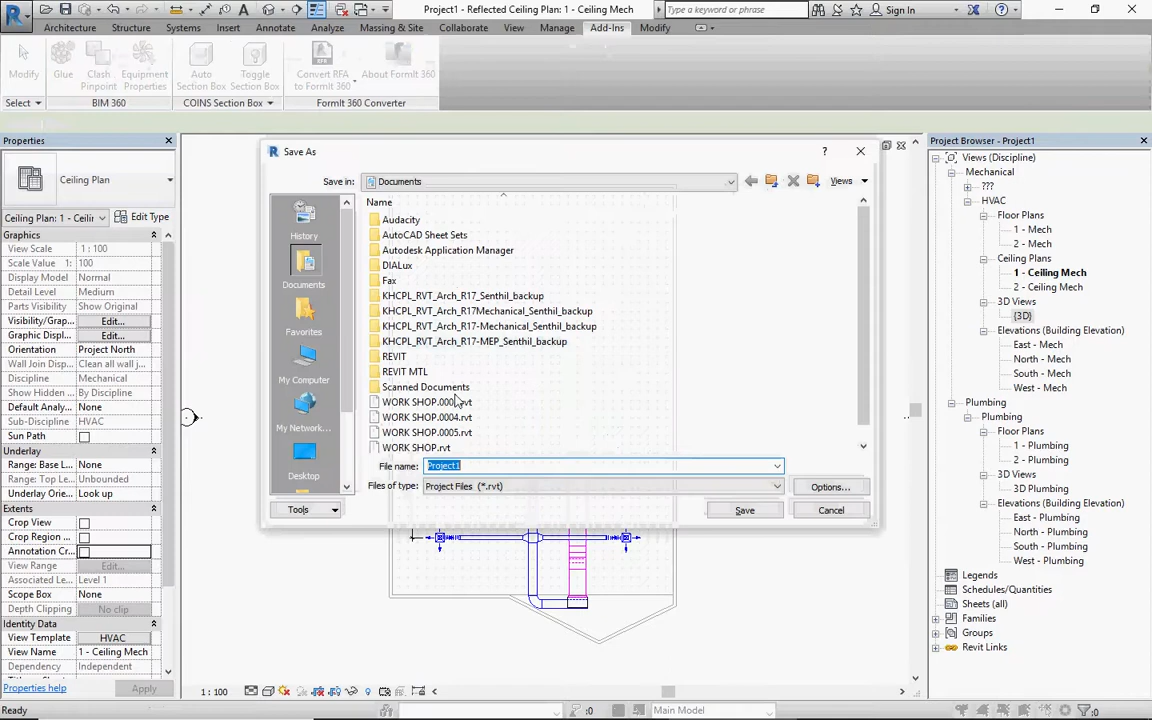 Project1 - Reflected Ceiling Plan: 1 - Ceiling Mech
Type a keyword or phrase
Sign In
Architecture
Structure
Systems
Insert
Annotate
Analyze
Massing & Site
Collaborate
View
Manage
Add-Ins
Modify
Modify
Glue
Clash
Pinpoint
Equipment
Properties
Auto
Section Box
Toggle
Section Box
Convert RFA
to FormIt 360
About FormIt 360
Select
BIM 360
COINS Section Box
FormIt 360 Converter
Properties
Ceiling Plan
Ceiling Plan: 1 - Ceilir
Edit Type
Graphics
View Scale
1 : 100
Scale Value 1:
100
Display Model
Normal
Detail Level
Medium
Parts Visibility
Show Original
Visibility/Grap...
Edit...
Graphic Displ...
Edit...
Orientation
Project North
Wall Join Displ...
Clean all wall j...
Discipline
Mechanical
Show Hidden ...
By Discipline
Default Analy...
None
Sub-Discipline
HVAC
Sun Path
Underlay
Range: Base L...
None
Range: Top Le...
Unbounded
Underlay Orie...
Look up
Extents
Crop View
Crop Region ...
Annotation Cr...
View Range
Edit...
Associated Le...
Level 1
Scope Box
None
Depth Clipping
No clip
Identity Data
View Template
HVAC
View Name
1 - Ceiling Mech
Dependency
Independent
Properties help
Apply
Save As
Save in:
Documents
Views
History
Documents
Favorites
My Computer
My Network...
Desktop
Name
Audacity
AutoCAD Sheet Sets
Autodesk Application Manager
DIALux
Fax
KHCPL_RVT_Arch_R17_Senthil_backup
KHCPL_RVT_Arch_R17Mechanical_Senthil_backup
KHCPL_RVT_Arch_R17-Mechanical_Senthil_backup
KHCPL_RVT_Arch_R17-MEP_Senthil_backup
REVIT
REVIT MTL
Scanned Documents
WORK SHOP.0004.rvt
WORK SHOP.0005.rvt
WORK SHOP.rvt
File name:
Project1
Files of type:
Project Files (*.rvt)
Options...
Tools
Save
Cancel
Project Browser - Project1
Views (Discipline)
Mechanical
???
HVAC
Floor Plans
1 - Mech
2 - Mech
Ceiling Plans
1 - Ceiling Mech
2 - Ceiling Mech
3D Views
{3D}
Elevations (Building Elevation)
East - Mech
North - Mech
South - Mech
West - Mech
Plumbing
Plumbing
Floor Plans
1 - Plumbing
2 - Plumbing
3D Views
3D Plumbing
Elevations (Building Elevation)
East - Plumbing
North - Plumbing
South - Plumbing
West - Plumbing
Legends
Schedules/Quantities
Sheets (all)
Families
Groups
Revit Links
1 : 100
Ready
:0
Main Model
:0